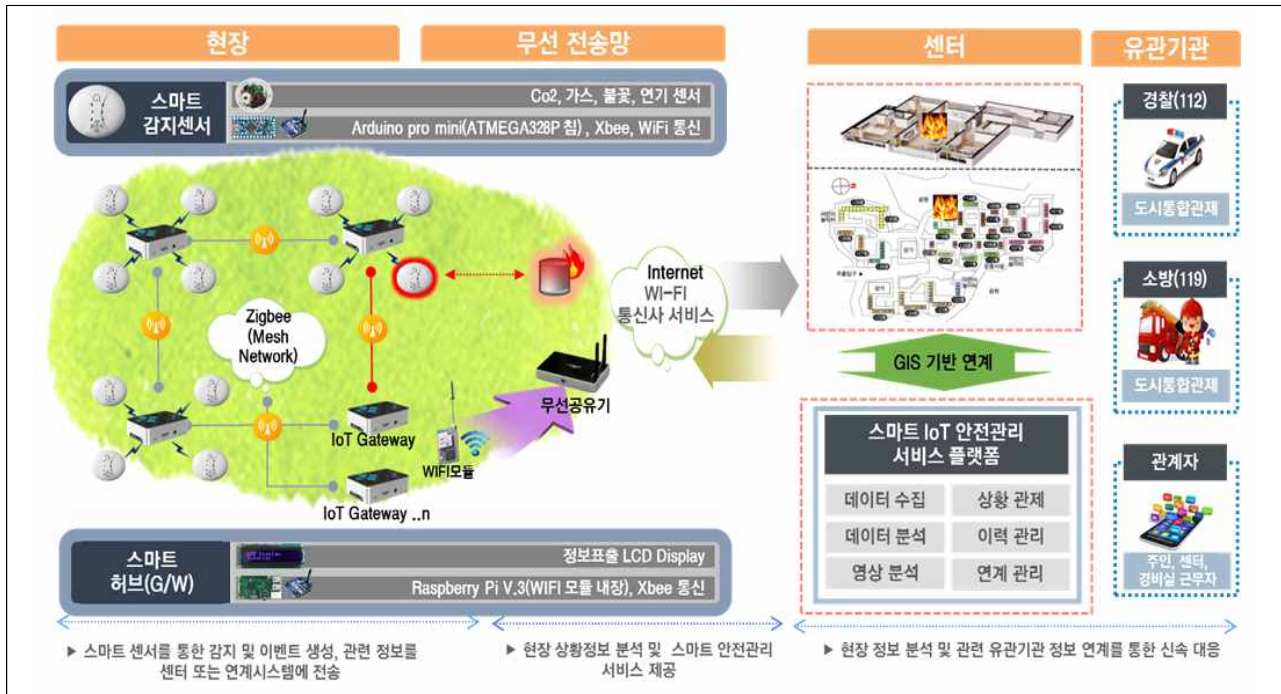 현장
무선 전송망
센터
유관기관
스마트
감지센서
Co2, 가스, 불꽃, 연기 센서
Arduino pro mini(ATMEGA328P 칩) , Xbee, WiFi 통신
경찰(112)
도시통합관제
Zigbee
(Mesh
Network)
Internet
WI-FI
통신사 서비스
소방(119)
도시통합관제
GIS 기반 연계
무선공유기
IoT Gateway
WIFI모듈
IoT Gateway ..n
스마트 IoT 안전관리
서비스 플랫폼
데이터 수집
상황 관제
데이터 분석
이력 관리
영상 분석
연계 관리
관계자
주인, 센터,
경비실 근무자
스마트
허브(G/W)
정보표출 LCD Display
Raspberry Pi V.3(WIFI 모듈 내장), Xbee 통신
▶ 스마트 센서를 통한 감지 및 이벤트 생성, 관련 정보를
센터 또는 연계시스템에 전송
▶ 현장 상황정보 분석 및 스마트 안전관리
서비스 제공
▶ 현장 정보 분석 및 관련 유관기관 정보 연계를 통한 신속 대응